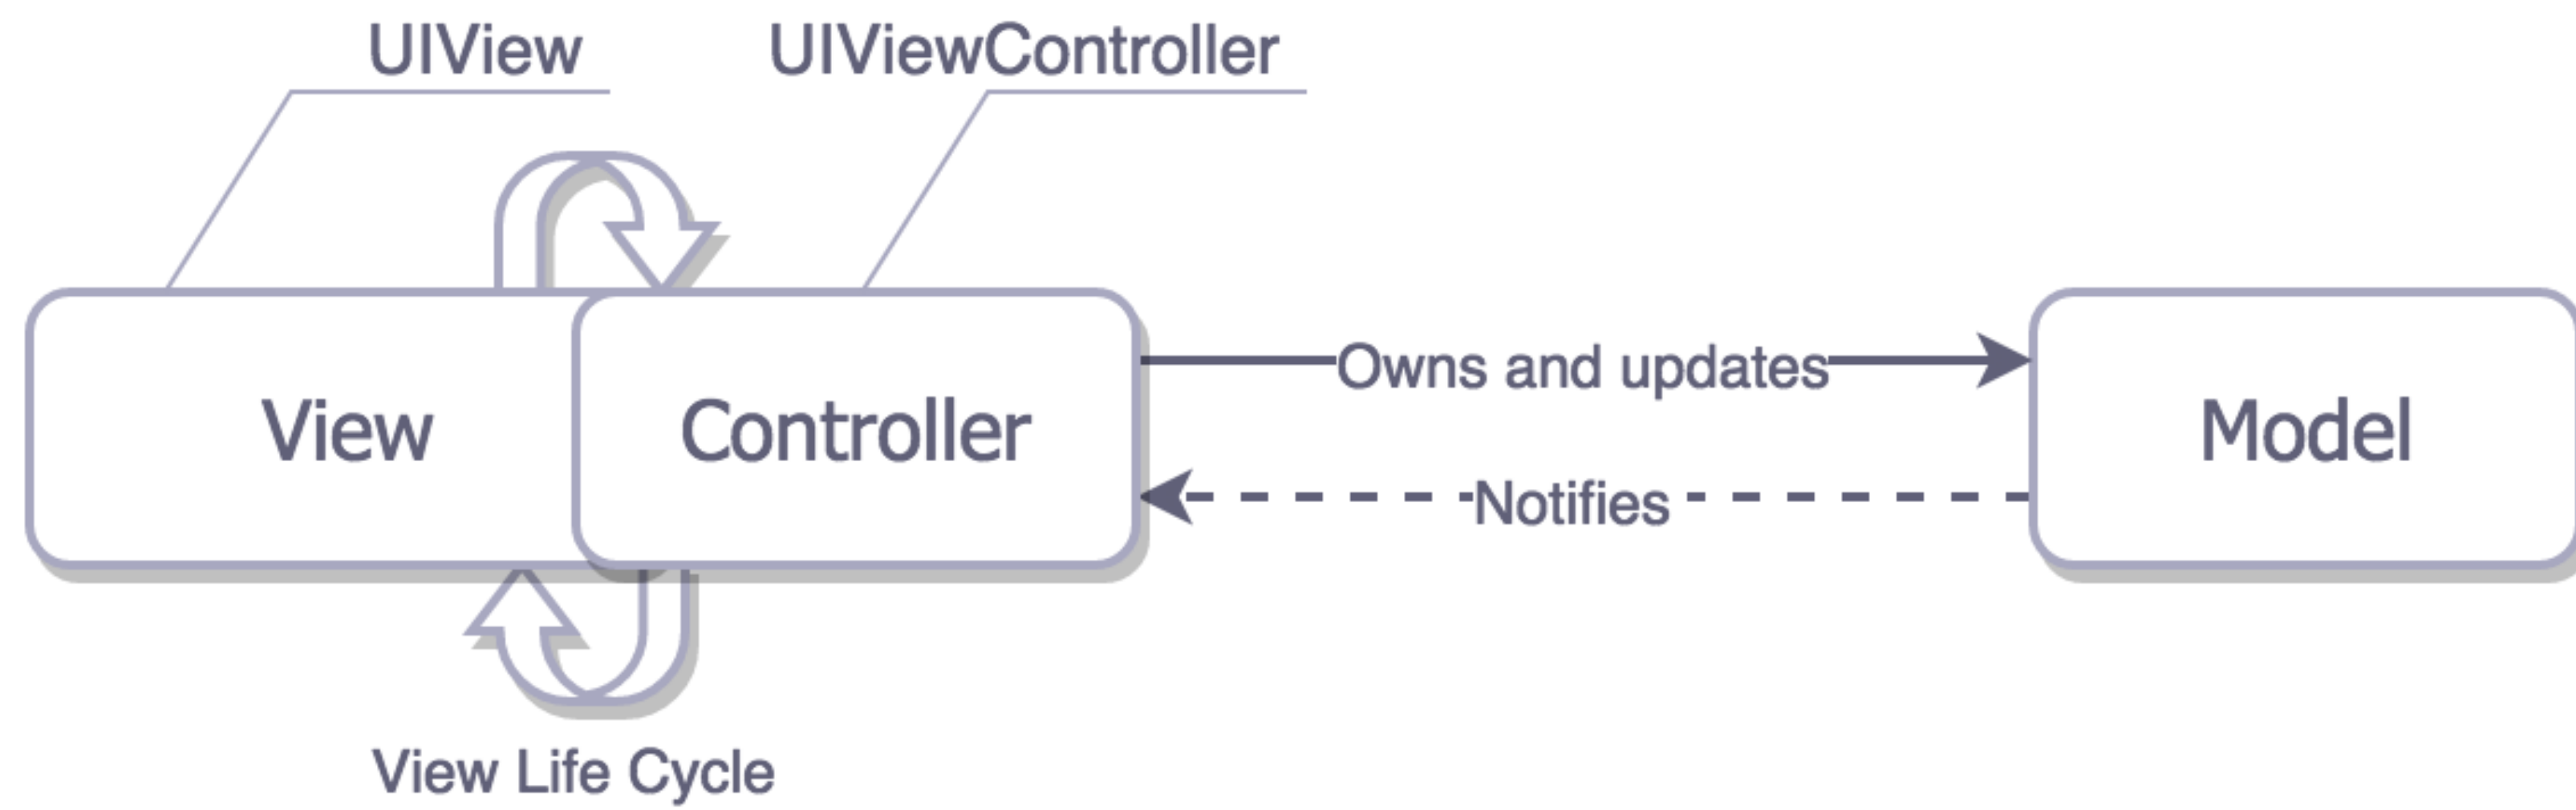 UIView
UIViewController
View
Controller
Owns and updates
Notifies
Model
View Life Cycle